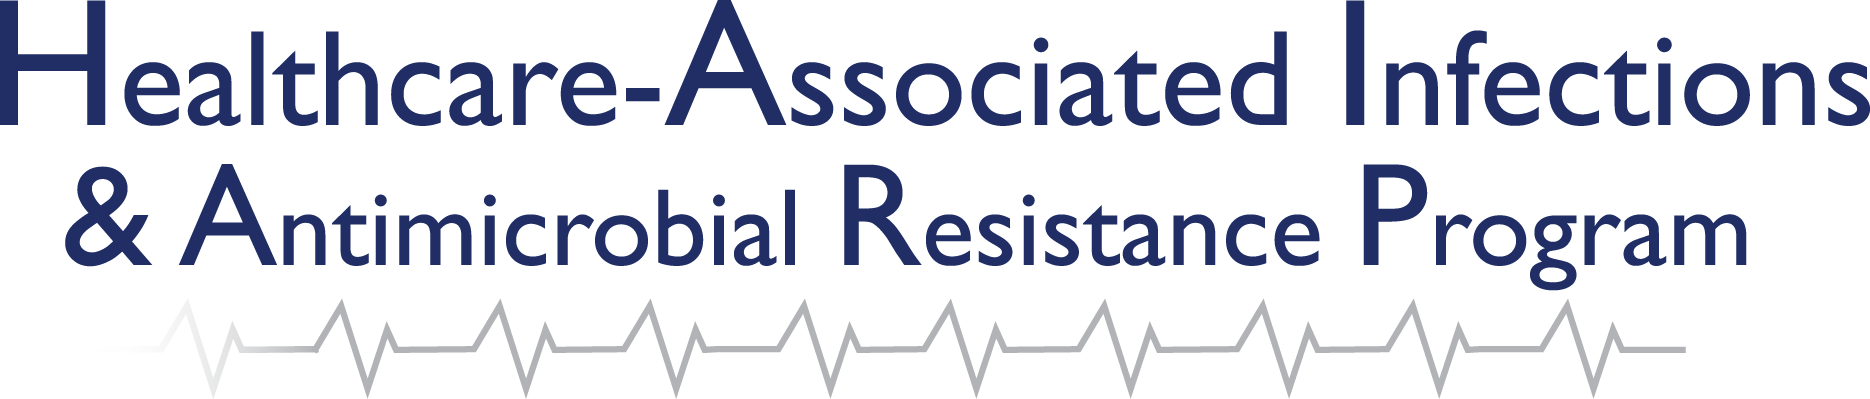 Healthcare-Associated Infections
& Antimicrobial Resistance Program